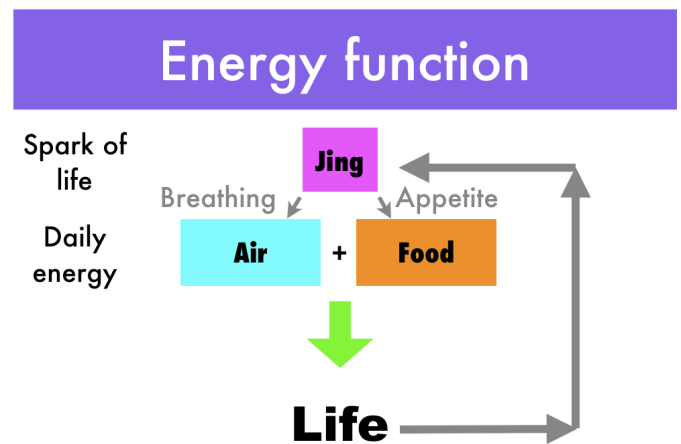 Energy function
Spark of
life
Jing
Breathing
Appetite
Daily
energy
Air
+
Food
Life